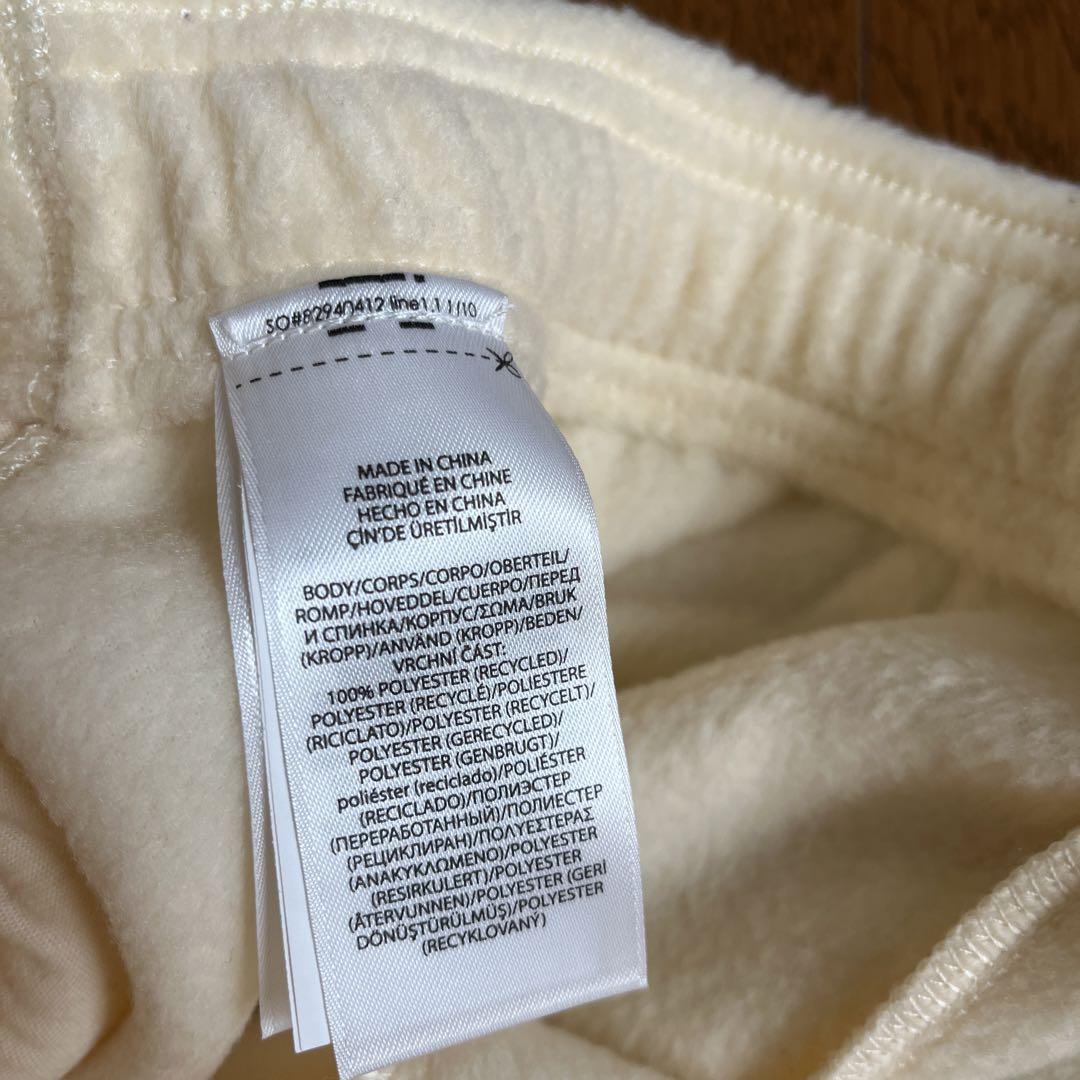 SO#82940412 line1 1 1/10
MADE IN CHINA
FABRIQUÉ EN CHINE
HECHO EN CHINA
ÇIN'DE ÜRETİLMİŞTİR
BODY/CORPS/CORPO/OBERTEIL/
ROMP/HOVEDDEL/CUERPO/ПЕРЕД
И СПИНКА/КОРПУС/ΣΩΜΑ/BRUK
(KROPP)/ANVÄND (KROPP)/BEDEN/
VRCHNÍ ČÁST:
100% POLYESTER (RECYCLED)/
POLYESTER (RECYCLÉ)/POLIESTERE
(RICICLATO)/POLYESTER (RECYCELT)/
POLYESTER (GERECYCLED)/
POLYESTER (GENBRUGT)/
poliéster (reciclado)/POLIÉSTER
(RECICLADO)/ПОЛИЭСТЕР
(ПЕРЕРАБОТАННЫЙ)/ПОЛИЕСТЕР
(РЕЦИКЛИРАН)/ΠΟΛΥΕΣΤΕΡΑΣ
(ΑΝΑΚΥΚΛΩΜΕΝΟ)/POLYESTER
(RESIRKULERT)/POLYESTER
(ÅTERVUNNEN)/POLYESTER (GERİ
DÖNÜŞTÜRÜLMÜŞ)/POLYESTER
(RECYKLOVANÝ)